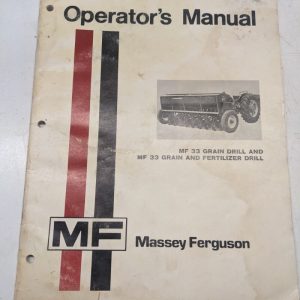 Operator's Manual
MF 33 GRAIN DRILL AND
MF 33 GRAIN AND FERTILIZER DRILL
MF Massey Ferguson